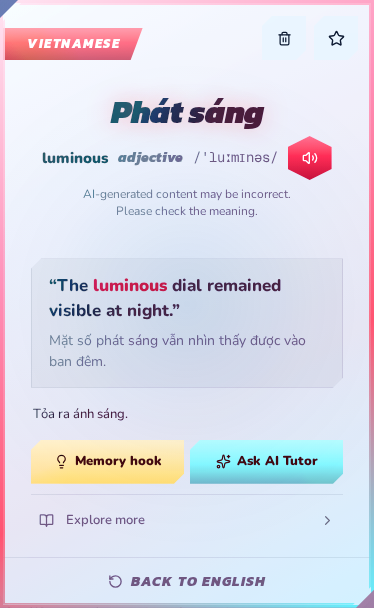 VIETNAMESE
Phát sáng
luminous adjective /ˈluːmɪnəs/
AI-generated content may be incorrect.
Please check the meaning.
“The luminous dial remained
visible at night.”
Mặt số phát sáng vẫn nhìn thấy được vào
ban đêm.
Tỏa ra ánh sáng.
Memory hook
Ask AI Tutor
Explore more
BACK TO ENGLISH